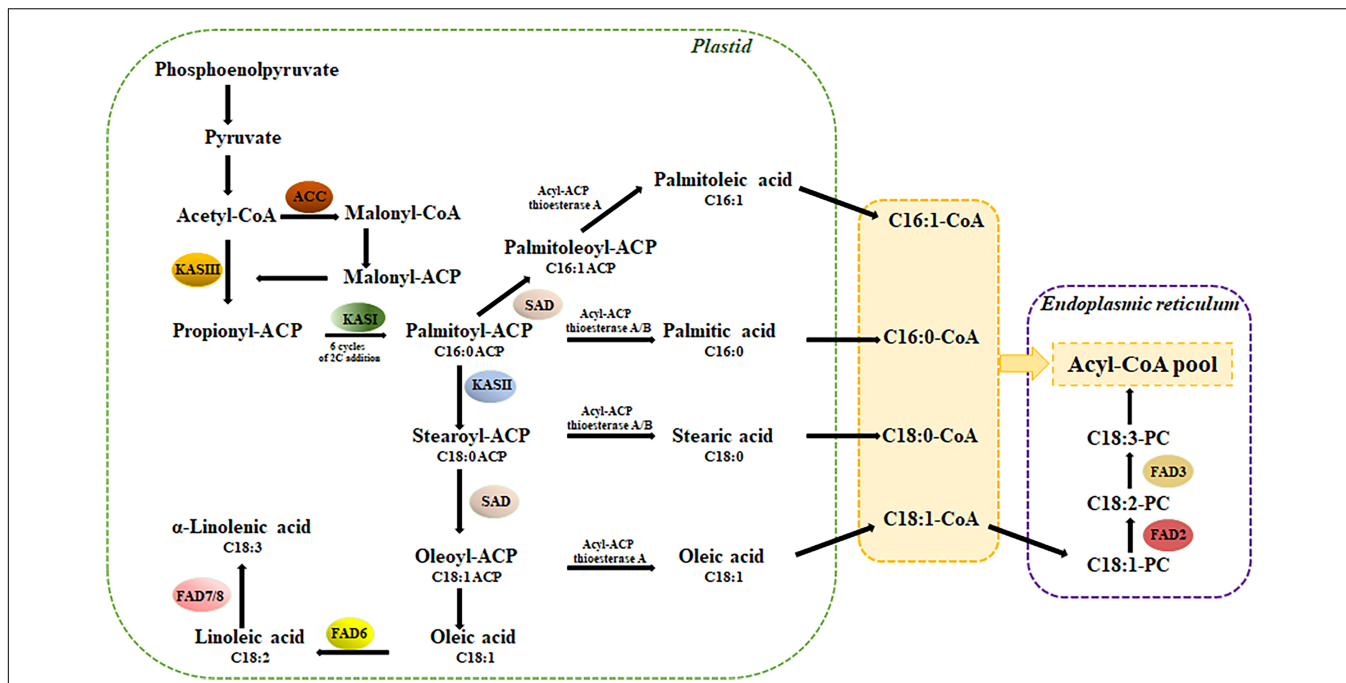 Plastid
Phosphoenolpyruvate
Pyruvate
Acetyl-CoA
ACC
Malonyl-CoA
KASIII
Malonyl-ACP
Propionyl-ACP
KASI
6 cycles
of 2C addition
Palmitoyl-ACP
C16:0ACP
SAD
Palmitoleoyl-ACP
C16:1ACP
Acyl-ACP
thioesterase A
Palmitoleic acid
C16:1
Acyl-ACP
thioesterase A/B
Palmitic acid
C16:0
KASII
Stearoyl-ACP
C18:0ACP
Acyl-ACP
thioesterase A/B
Stearic acid
C18:0
SAD
Oleoyl-ACP
C18:1ACP
Acyl-ACP
thioesterase A
Oleic acid
C18:1
Oleic acid
C18:1
FAD6
Linoleic acid
C18:2
FAD7/8
α-Linolenic acid
C18:3
C16:1-CoA
C16:0-CoA
C18:0-CoA
C18:1-CoA
Endoplasmic reticulum
Acyl-CoA pool
C18:3-PC
FAD3
C18:2-PC
FAD2
C18:1-PC